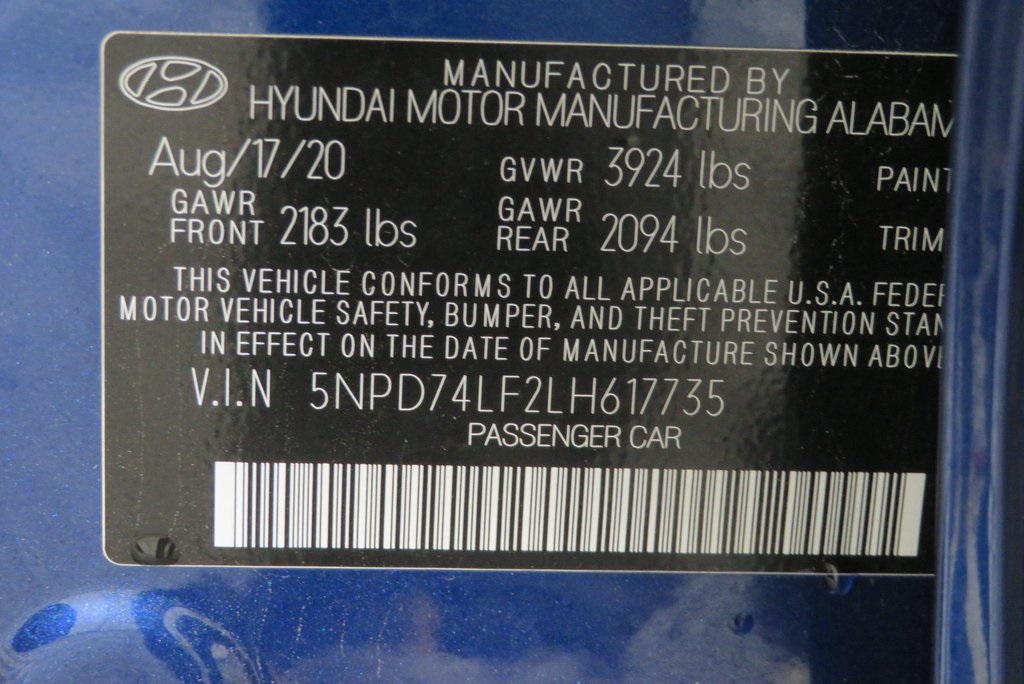 MANUFACTURED BY
HYUNDAI MOTOR MANUFACTURING ALABAM
Aug/17/20 GVWR 3924 lbs PAINT
GAWR FRONT 2183 lbs GAWR REAR 2094 lbs TRIM
THIS VEHICLE CONFORMS TO ALL APPLICABLE U.S.A. FEDER
MOTOR VEHICLE SAFETY, BUMPER, AND THEFT PREVENTION STAN
IN EFFECT ON THE DATE OF MANUFACTURE SHOWN ABOVE
V.I.N 5NPD74LF2LH617735
PASSENGER CAR